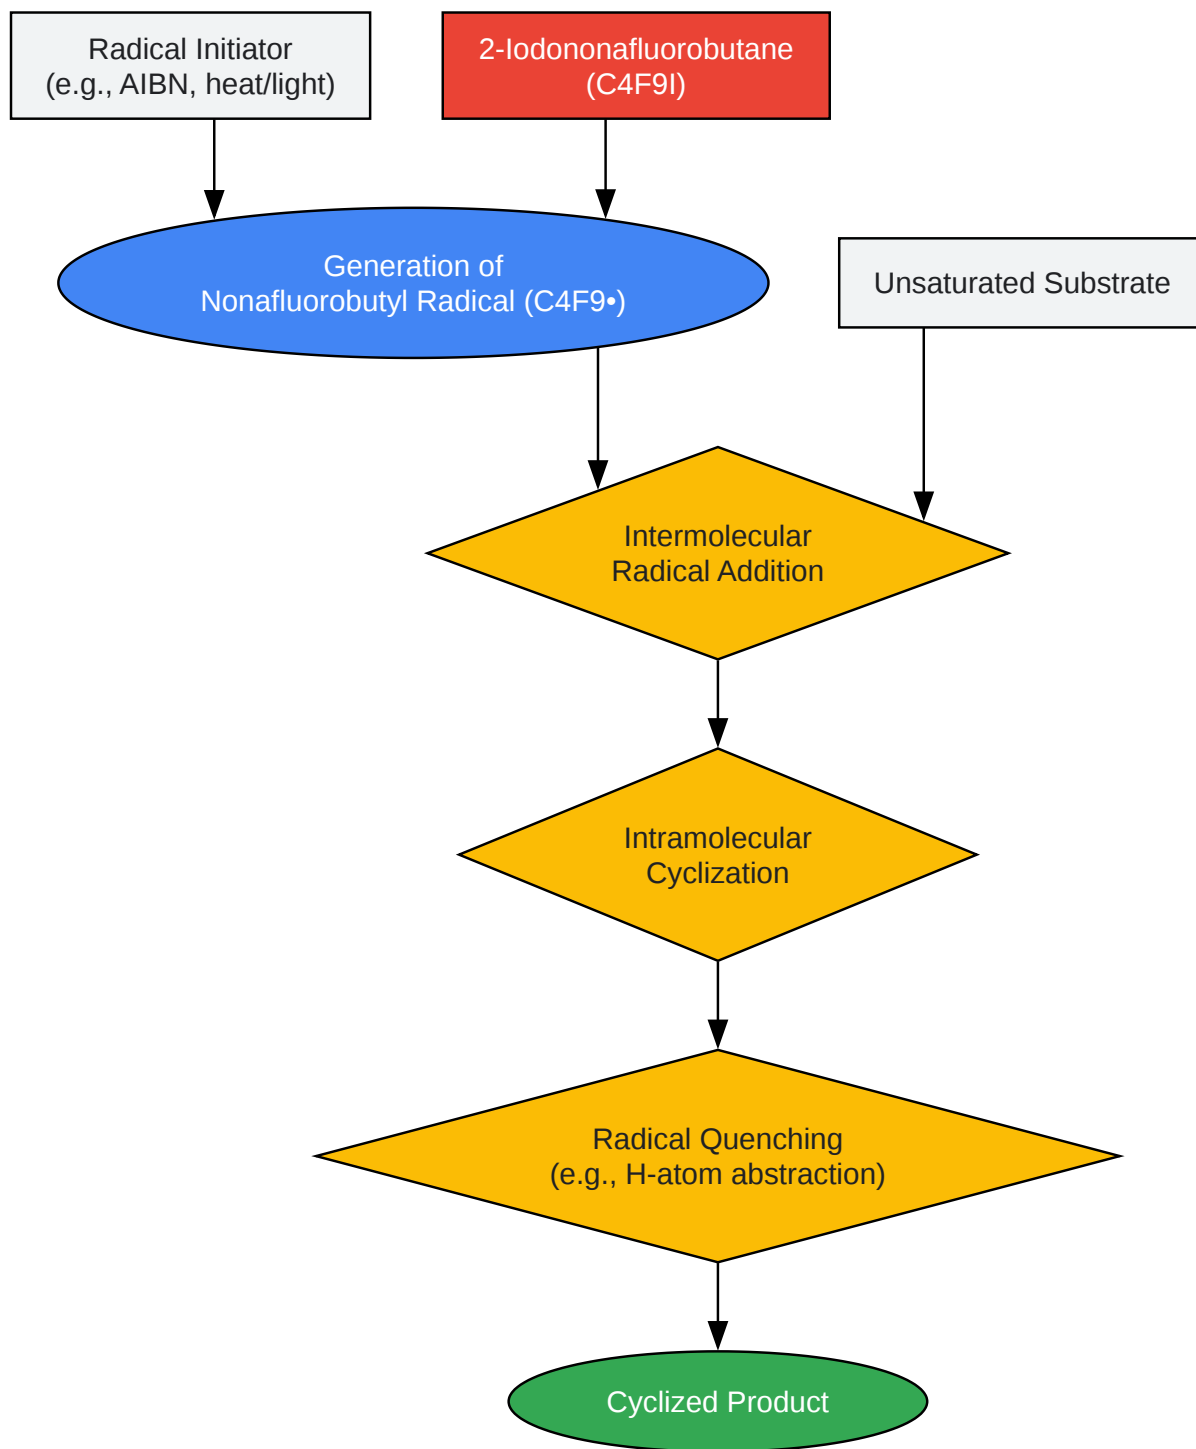 Radical Initiator
(e.g., AIBN, heat/light)
2-Iodononafluorobutane
(C4F9I)
Generation of
Nonafluorobutyl Radical (C4F9•)
Unsaturated Substrate
Intermolecular
Radical Addition
Intramolecular
Cyclization
Radical Quenching
(e.g., H-atom abstraction)
Cyclized Product